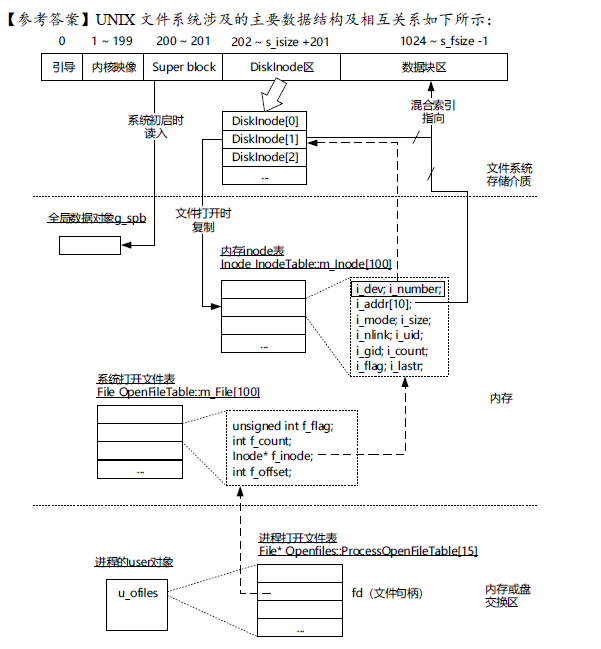 【参考答案】UNIX 文件系统涉及的主要数据结构及相互关系如下所示：
0 1 ~ 199 200 ~ 201 202 ~ s_isize +201 1024 ~ s_fsize -1
引导 内核映像 Super block DiskInode区 数据块区
系统初启时
读入
混合索引
指向
DiskInode[0]
DiskInode[1]
DiskInode[2]
...
文件系统
存储介质
全局数据对象g_spb
文件打开时
复制
内存inode表
Inode InodeTable::m_Inode[100]
...
i_dev; i_number;
i_addr[10];
i_mode; i_size;
i_nlink; i_uid;
i_gid; i_count;
i_flag; i_lastr;
系统打开文件表
File OpenFileTable::m_File[100]
...
unsigned int f_flag;
int f_count;
Inode* f_inode;
int f_offset;
内存
进程的user对象
u_ofiles
进程打开文件表
File* Openfiles::ProcessOpenFileTable[15]
...
fd（文件句柄）
内存或盘
交换区